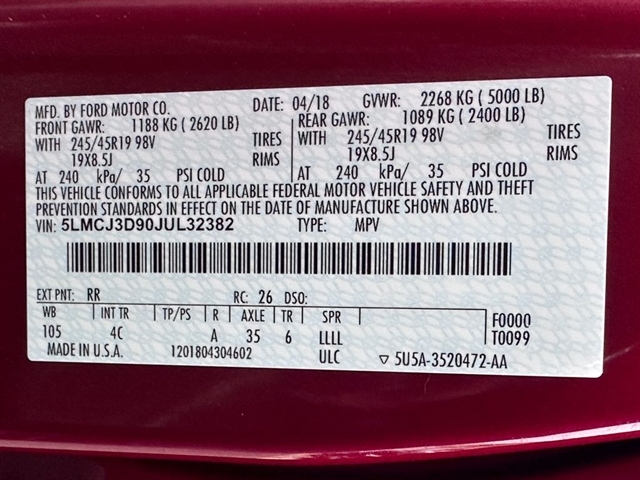 MFD. BY FORD MOTOR CO. DATE: 04/18 GVWR: 2268 KG ( 5000 LB)
FRONT GAWR: 1188 KG ( 2620 LB) REAR GAWR: 1089 KG ( 2400 LB)
WITH 245/45R19 98V TIRES WITH 245/45R19 98V TIRES
19X8.5J RIMS 19X8.5J RIMS
AT 240 kPa/ 35 PSI COLD AT 240 kPa/ 35 PSI COLD
THIS VEHICLE CONFORMS TO ALL APPLICABLE FEDERAL MOTOR VEHICLE SAFETY AND THEFT
PREVENTION STANDARDS IN EFFECT ON THE DATE OF MANUFACTURE SHOWN ABOVE.
VIN: 5LMCJ3D90JUL32382 TYPE: MPV
EXT PNT: RR RC: 26 DSO:
WB INT TR TP/PS R AXLE TR SPR F0000
105 4C A 35 6 LLLL T0099
MADE IN U.S.A. 1201804304602 ULC ▽ 5U5A-3520472-AA